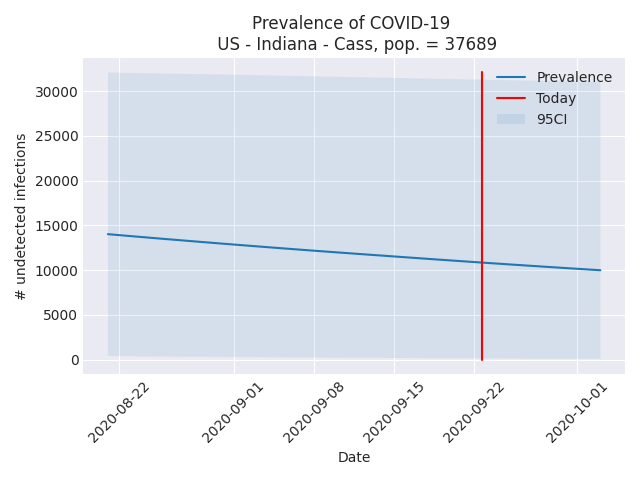 Prevalence of COVID-19
US - Indiana - Cass, pop. = 37689
Prevalence
Today
95CI
# undetected infections
30000
25000
20000
15000
10000
5000
0
2020-08-22
2020-09-01
2020-09-08
2020-09-15
2020-09-22
2020-10-01
Date